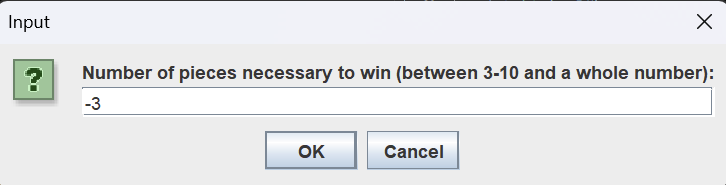 Input
Number of pieces necessary to win (between 3-10 and a whole number):
-3
OK
Cancel